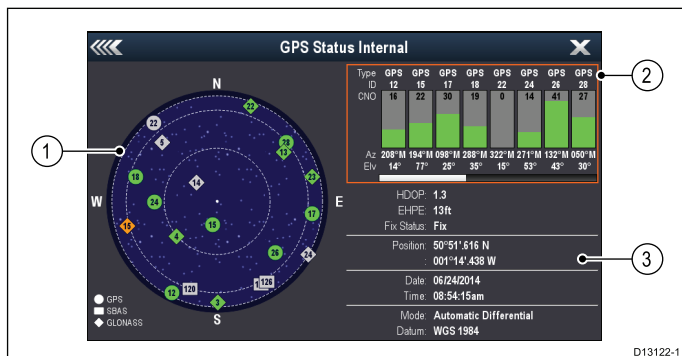 GPS Status Internal
N
W
E
S
22
22
5
28
13
18
14
23
24
17
15
15
4
26
24
12
120
126
3
GPS
SBAS
GLONASS
Type GPS GPS GPS GPS GPS GPS GPS GPS
ID 12 15 17 18 22 24 26 28
CNO 16 22 30 19 0 14 41 27
Az 208°M 194°M 098°M 288°M 322°M 271°M 132°M 050°M
Elv 14° 77° 25° 35° 15° 53° 43° 30°
HDOP: 1.3
EHPE: 13ft
Fix Status: Fix
Position: 50°51'.616 N
: 001°14'.438 W
Date: 06/24/2014
Time: 08:54:15am
Mode: Automatic Differential
Datum: WGS 1984
1
2
3
D13122-1